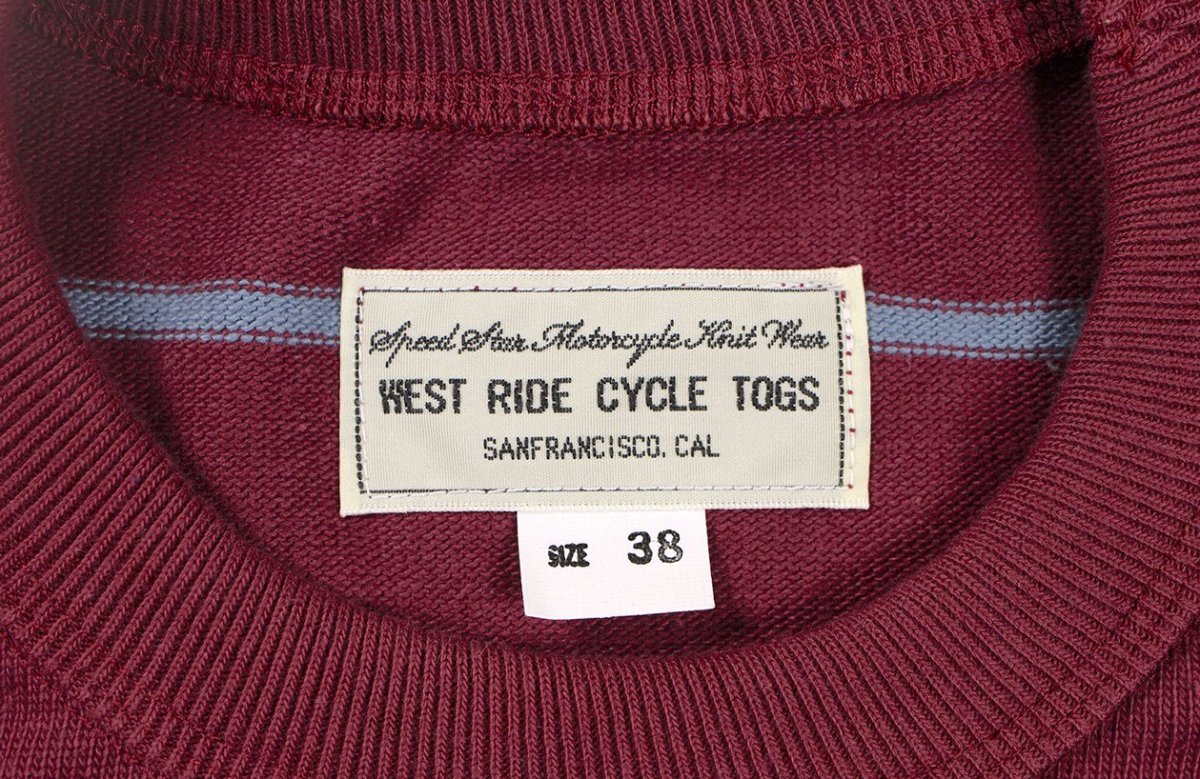 Speed Star Motorcycle Knit Wear
WEST RIDE CYCLE TOGS
SANFRANCISCO. CAL
SIZE 38